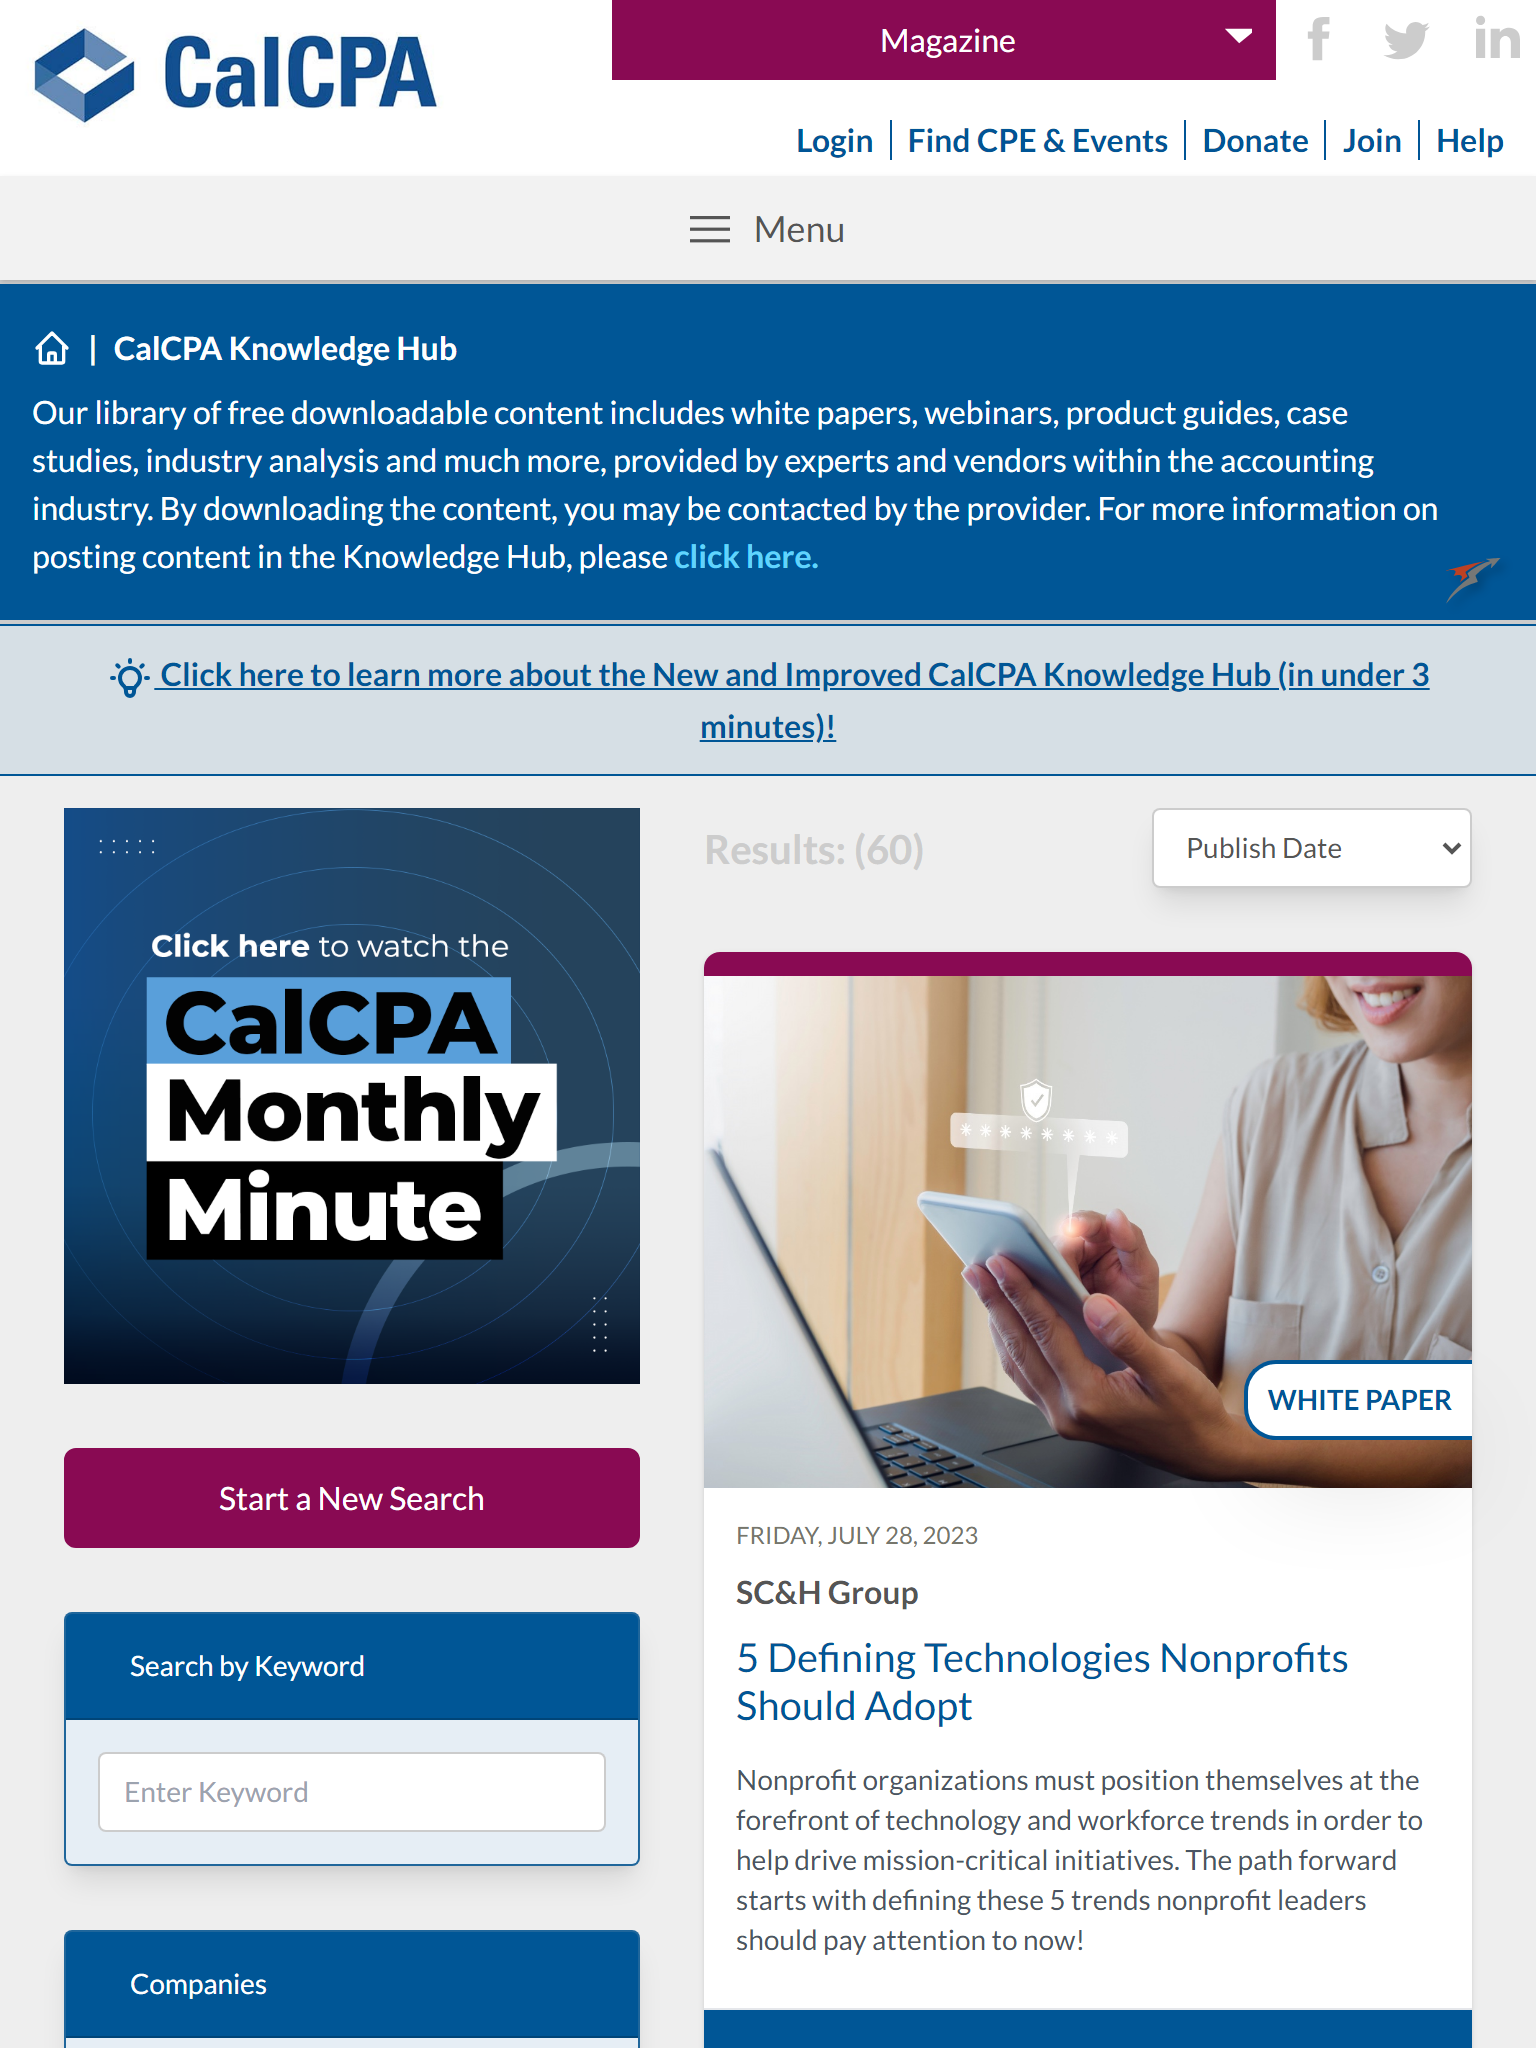 CalCPA
Magazine
Login
Find CPE & Events
Donate
Join
Help
Menu
| CalCPA Knowledge Hub
Our library of free downloadable content includes white papers, webinars, product guides, case
studies, industry analysis and much more, provided by experts and vendors within the accounting
industry. By downloading the content, you may be contacted by the provider. For more information on
posting content in the Knowledge Hub, please click here.
Click here to learn more about the New and Improved CalCPA Knowledge Hub (in under 3
minutes)!
Click here to watch the
CalCPA
Monthly
Minute
Start a New Search
Search by Keyword
Enter Keyword
Companies
Results: (60)
Publish Date
WHITE PAPER
FRIDAY, JULY 28, 2023
SC&H Group
5 Defining Technologies Nonprofits
Should Adopt
Nonprofit organizations must position themselves at the
forefront of technology and workforce trends in order to
help drive mission-critical initiatives. The path forward
starts with defining these 5 trends nonprofit leaders
should pay attention to now!